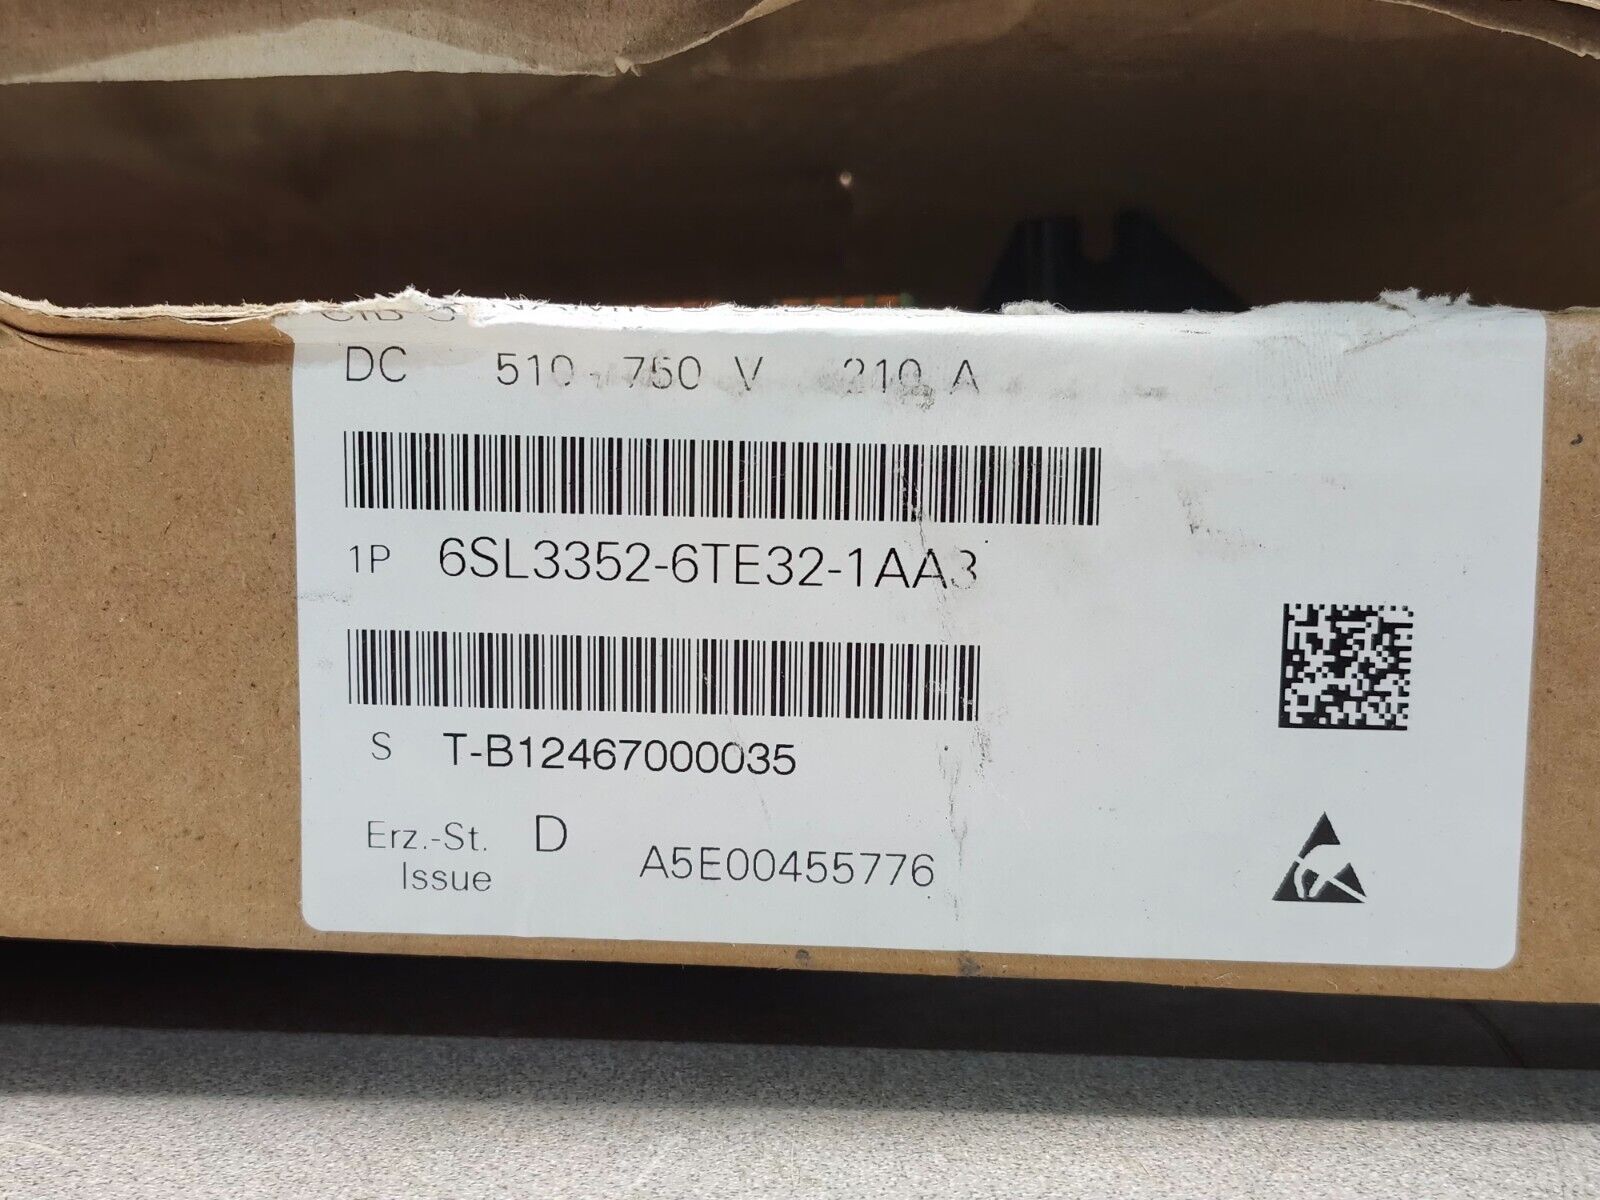 DC 510 - 750 V 210 A
1P 6SL3352-6TE32-1AA3
S T-B12467000035
Erz.-St. D
Issue A5E00455776